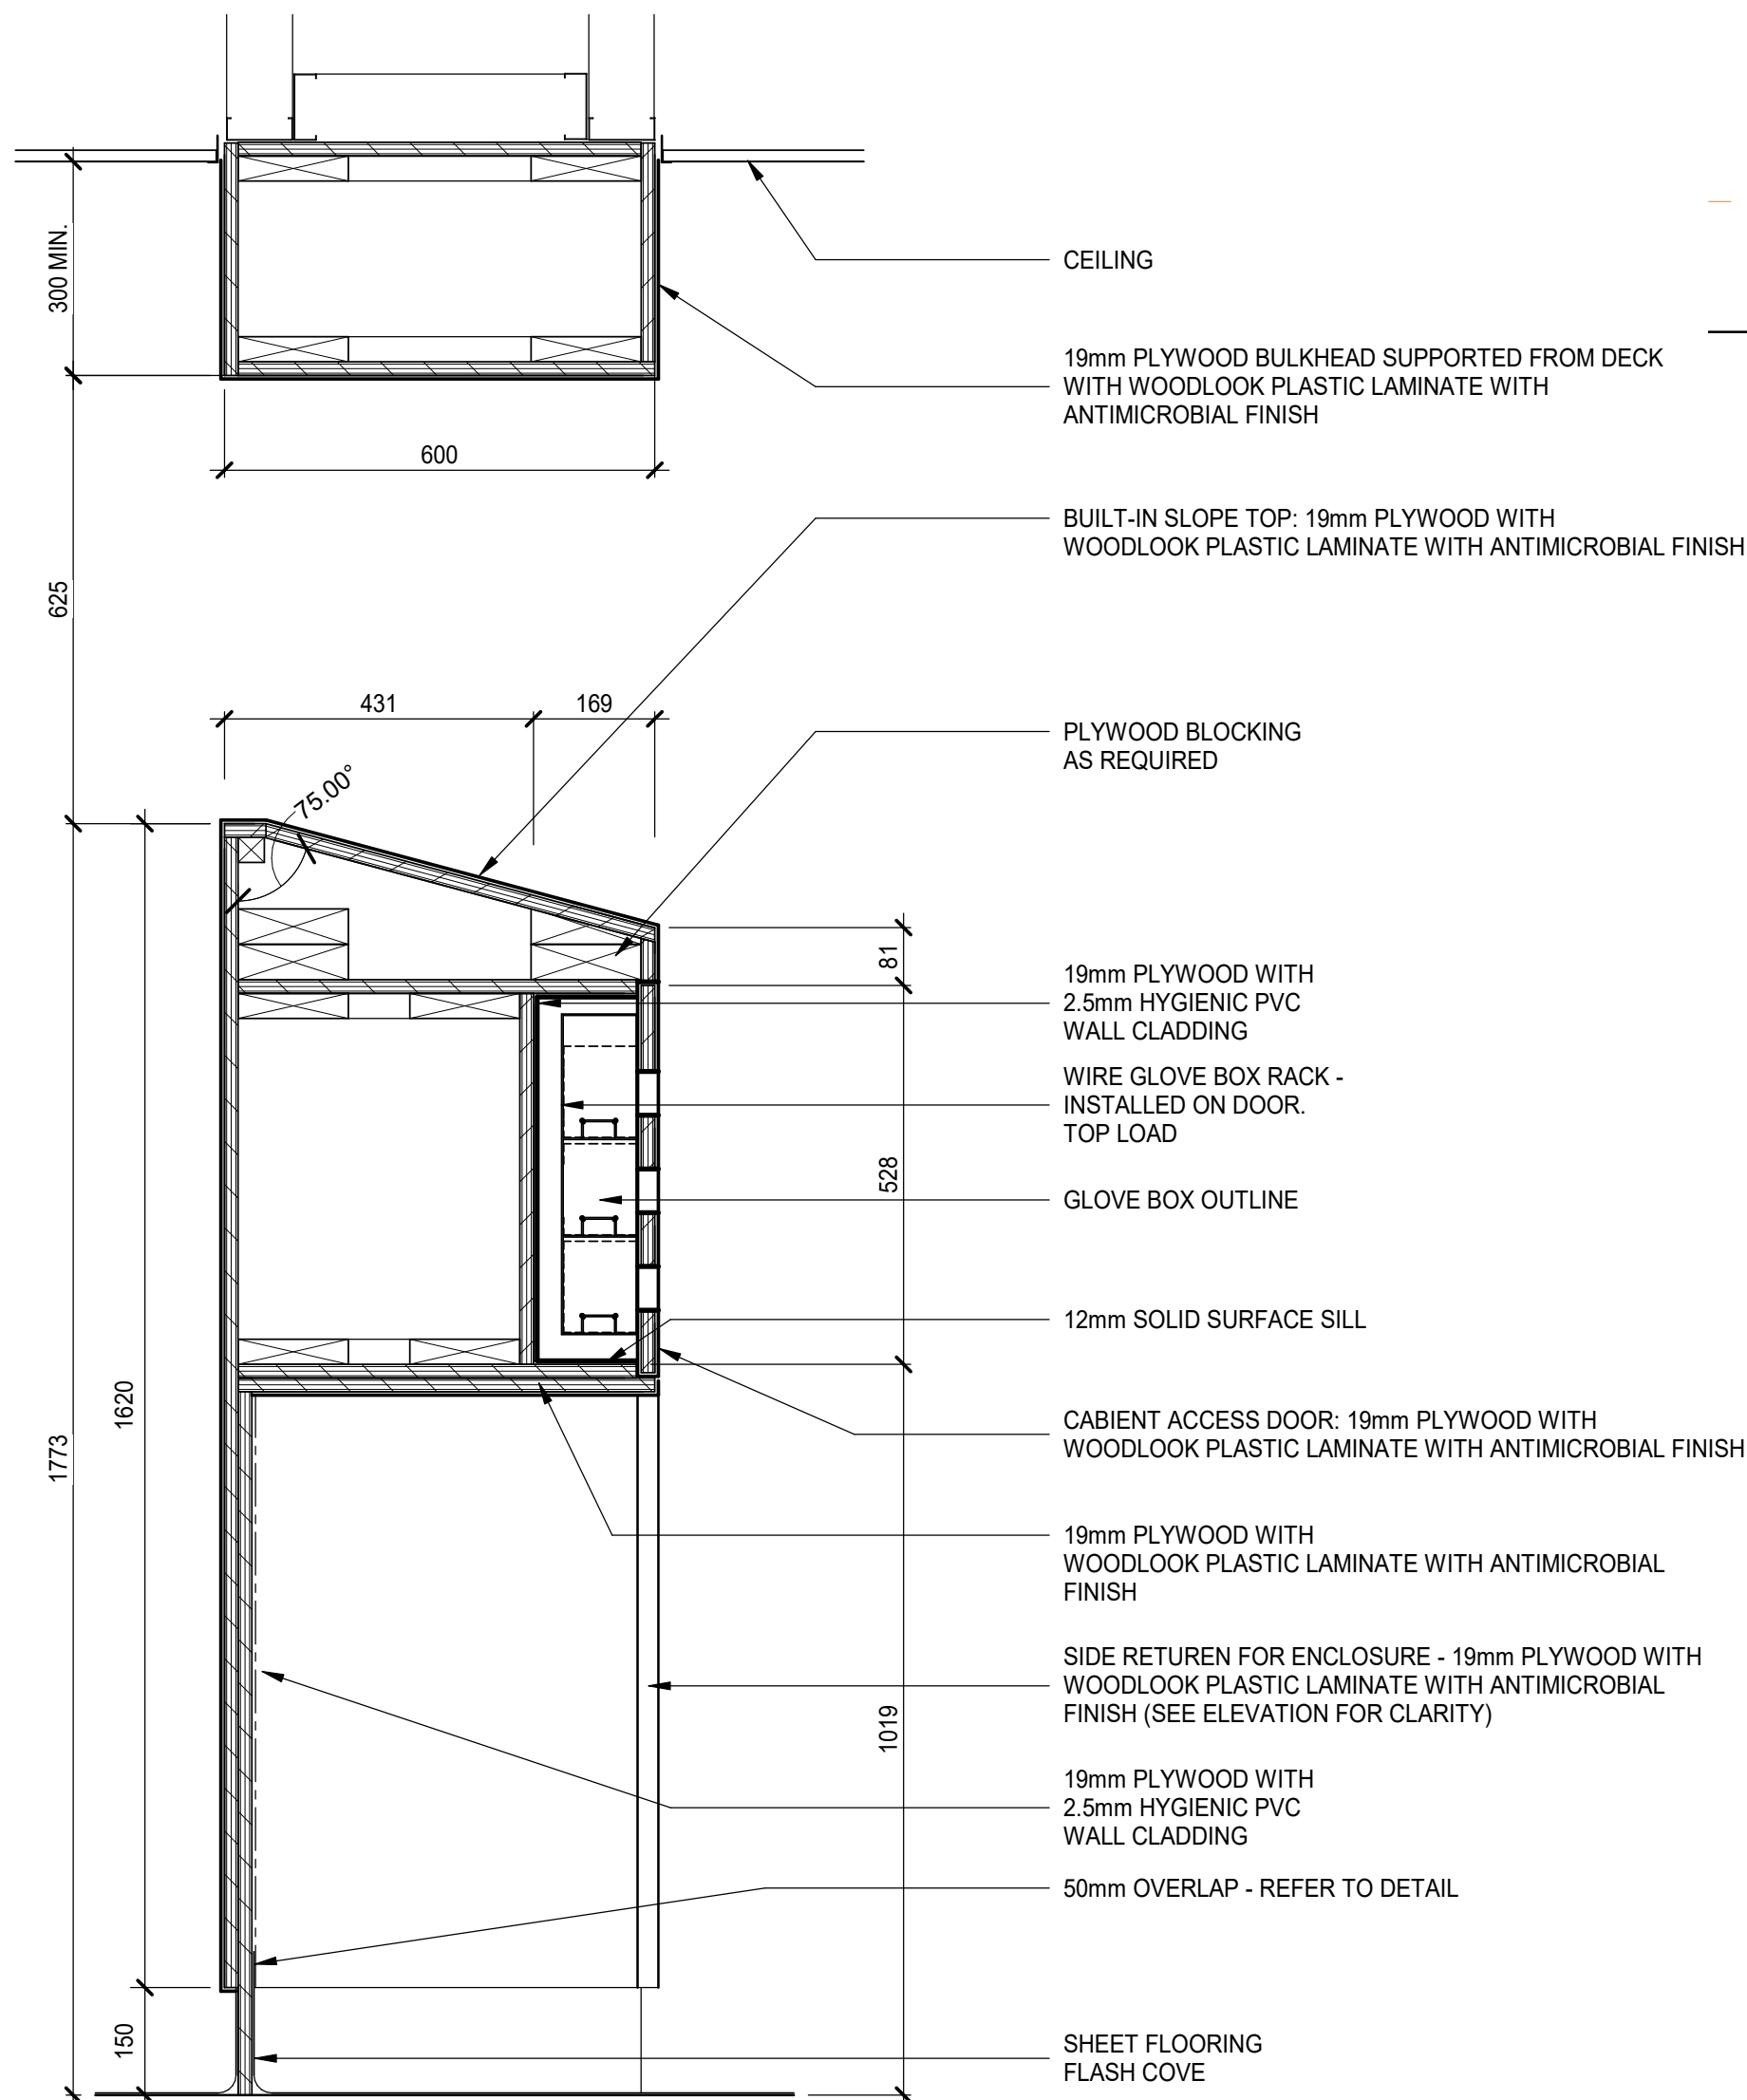 CEILING
300 MIN.
19mm PLYWOOD BULKHEAD SUPPORTED FROM DECK
WITH WOODLOOK PLASTIC LAMINATE WITH
ANTIMICROBIAL FINISH
600
BUILT-IN SLOPE TOP: 19mm PLYWOOD WITH
WOODLOOK PLASTIC LAMINATE WITH ANTIMICROBIAL FINISH
625
431
169
PLYWOOD BLOCKING
AS REQUIRED
75.00°
81
19mm PLYWOOD WITH
2.5mm HYGIENIC PVC
WALL CLADDING
WIRE GLOVE BOX RACK -
INSTALLED ON DOOR.
TOP LOAD
528
GLOVE BOX OUTLINE
12mm SOLID SURFACE SILL
1620
1773
CABIENT ACCESS DOOR: 19mm PLYWOOD WITH
WOODLOOK PLASTIC LAMINATE WITH ANTIMICROBIAL FINISH
19mm PLYWOOD WITH
WOODLOOK PLASTIC LAMINATE WITH ANTIMICROBIAL
FINISH
SIDE RETUREN FOR ENCLOSURE - 19mm PLYWOOD WITH
WOODLOOK PLASTIC LAMINATE WITH ANTIMICROBIAL
FINISH (SEE ELEVATION FOR CLARITY)
1019
19mm PLYWOOD WITH
2.5mm HYGIENIC PVC
WALL CLADDING
50mm OVERLAP - REFER TO DETAIL
150
SHEET FLOORING
FLASH COVE